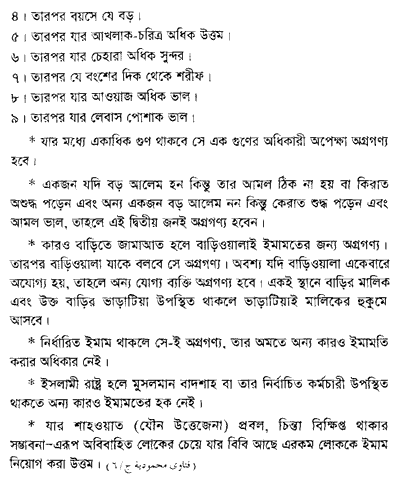 ৪। তারপর বয়সে যে বড়।
৫। তারপর যার আখলাক-চরিত্র অধিক উত্তম।
৬। তারপর যার চেহারা অধিক সুন্দর।
৭। তারপর যে বংশের দিক থেকে শরীফ।
৮। তারপর যার আওয়াজ অধিক ভাল।
৯। তারপর যার লেবাস পোশাক ভাল।
* যার মধ্যে একাধিক গুণ থাকবে সে এক গুণের অধিকারী অপেক্ষা অগ্রগণ্য
হবে।
* একজন যদি বড় আলেম হন কিন্তু তার আমল ঠিক না হয় বা কিরাত
অশুদ্ধ পড়েন এবং অন্য একজন বড় আলেম নন কিন্তু কেরাত শুদ্ধ পড়েন এবং
আমল ভাল, তাহলে এই দ্বিতীয় জনই অগ্রগণ্য হবেন।
* কারও বাড়িতে জামাআত হলে বাড়িওয়ালাই ইমামতের জন্য অগ্রগণ্য।
তারপর বাড়িওয়ালা যাকে বলবে সে অগ্রগণ্য। অবশ্য যদি বাড়িওয়ালা একেবারে
অযোগ্য হয়, তাহলে অন্য যোগ্য ব্যক্তি অগ্রগণ্য হবে। একই স্থানে বাড়ির মালিক
এবং উক্ত বাড়ির ভাড়াটিয়া উপস্থিত থাকলে ভাড়াটিয়াই মালিকের হুকুমে
আসবে।
* নির্ধারিত ইমাম থাকলে সে-ই অগ্রগণ্য, তার অমতে অন্য কারও ইমামতি
করার অধিকার নেই।
* ইসলামী রাষ্ট্র হলে মুসলমান বাদশাহ বা তার নির্বাচিত কর্মচারী উপস্থিত
থাকতে অন্য কারও ইমামতের হক নেই।
* যার শাহওয়াত (যৌন উত্তেজনা) প্রবল, চিন্তা বিক্ষিপ্ত থাকার
সম্ভাবনা-এরূপ অবিবাহিত লোকের চেয়ে যার বিবি আছে এরকম লোককে ইমাম
নিয়োগ করা উত্তম। (فتاوى محمودية ج/٦)